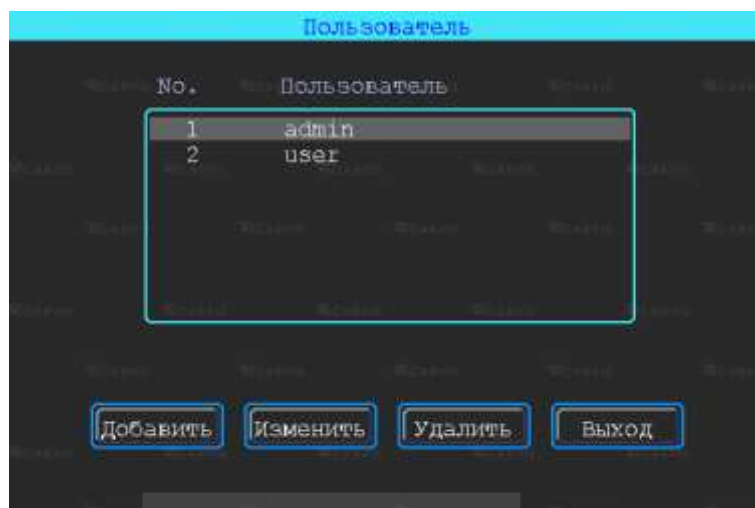 Пользователь
No. Пользователь
1 admin
2 user
Добавить Изменить Удалить Выход